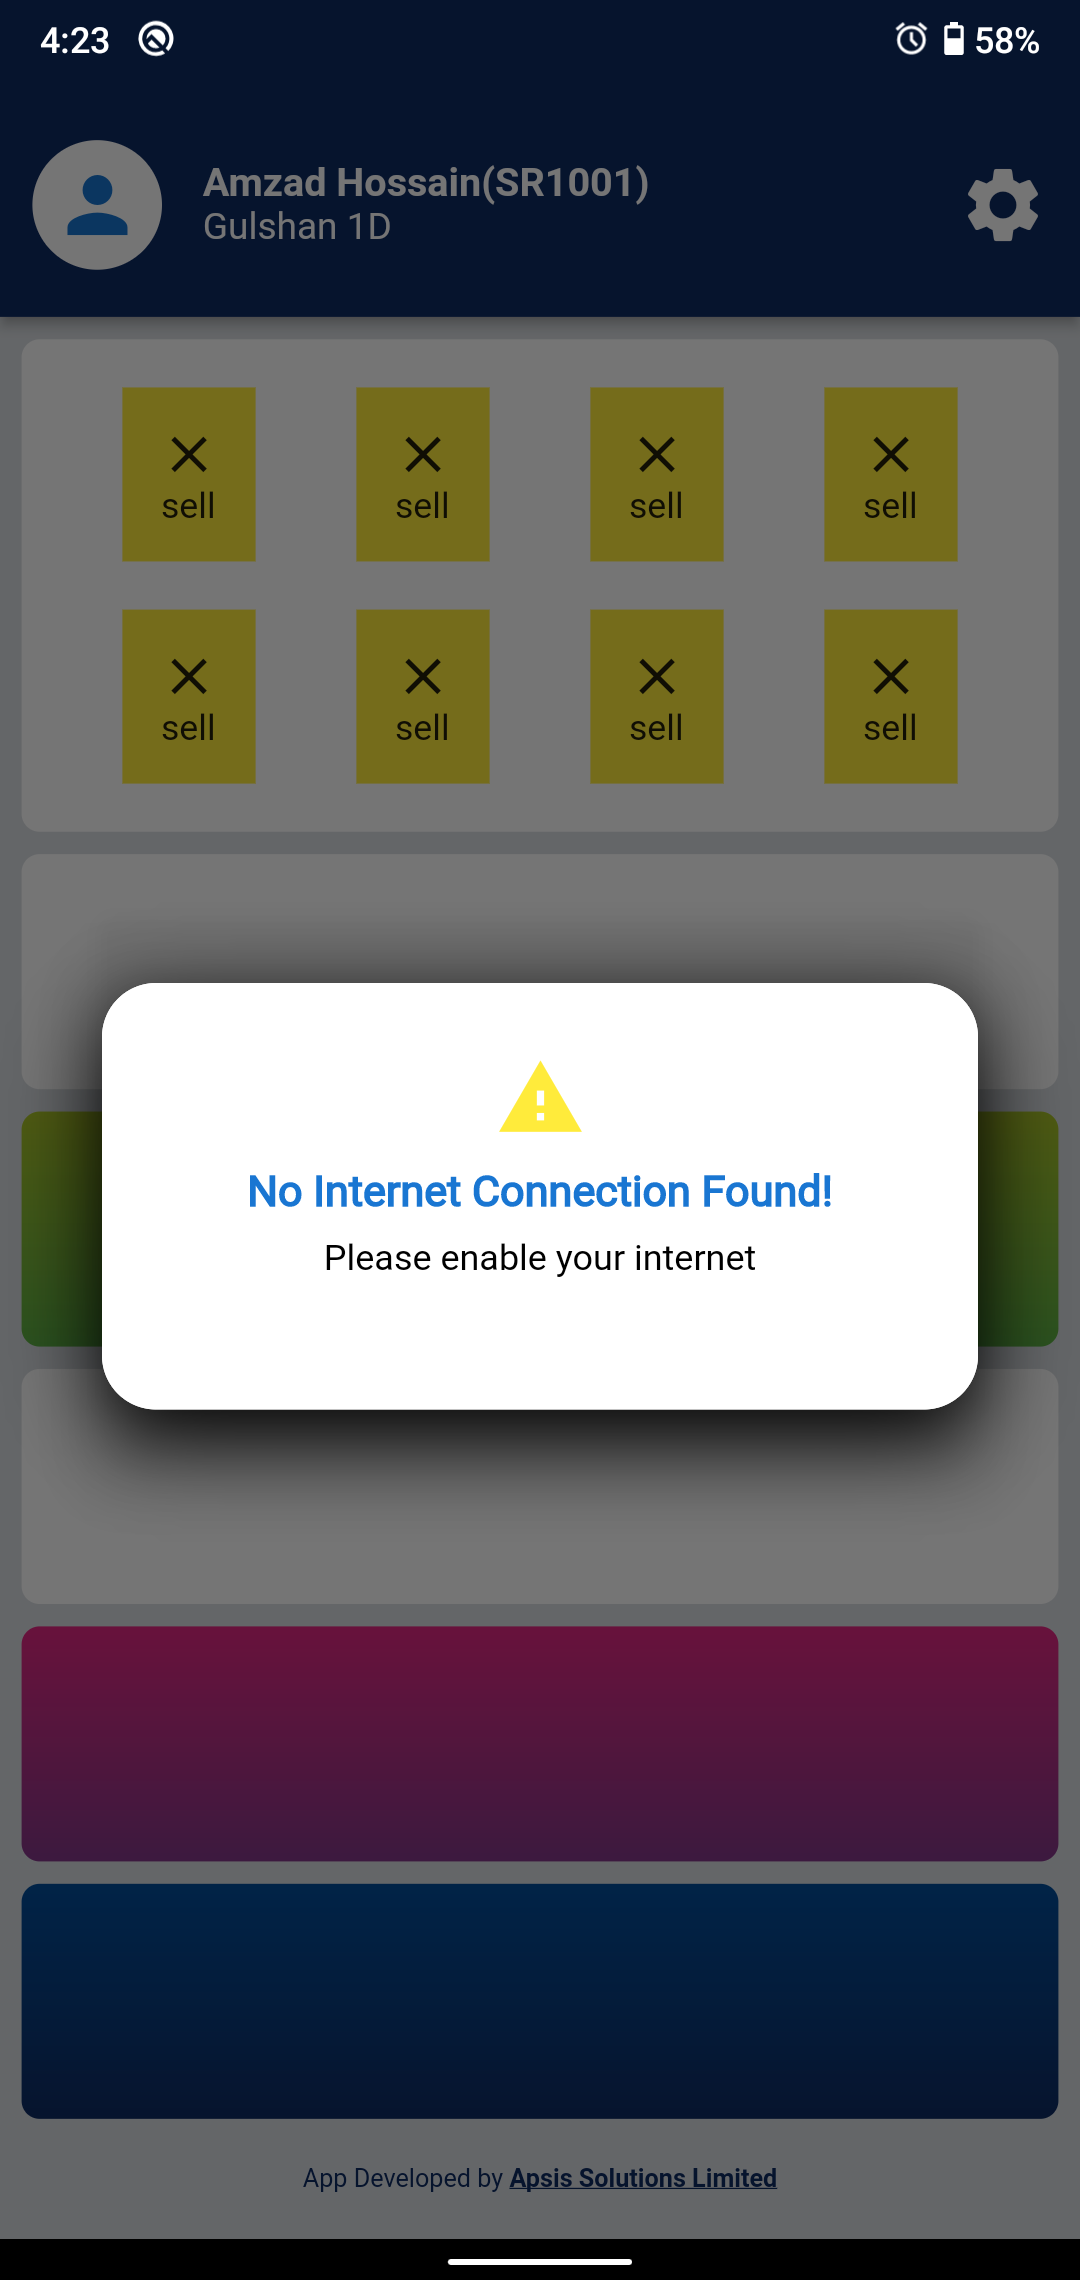 4:23
58%
Amzad Hossain(SR1001)
Gulshan 1D
sell sell sell sell
sell sell sell sell
No Internet Connection Found!
Please enable your internet
App Developed by Apsis Solutions Limited